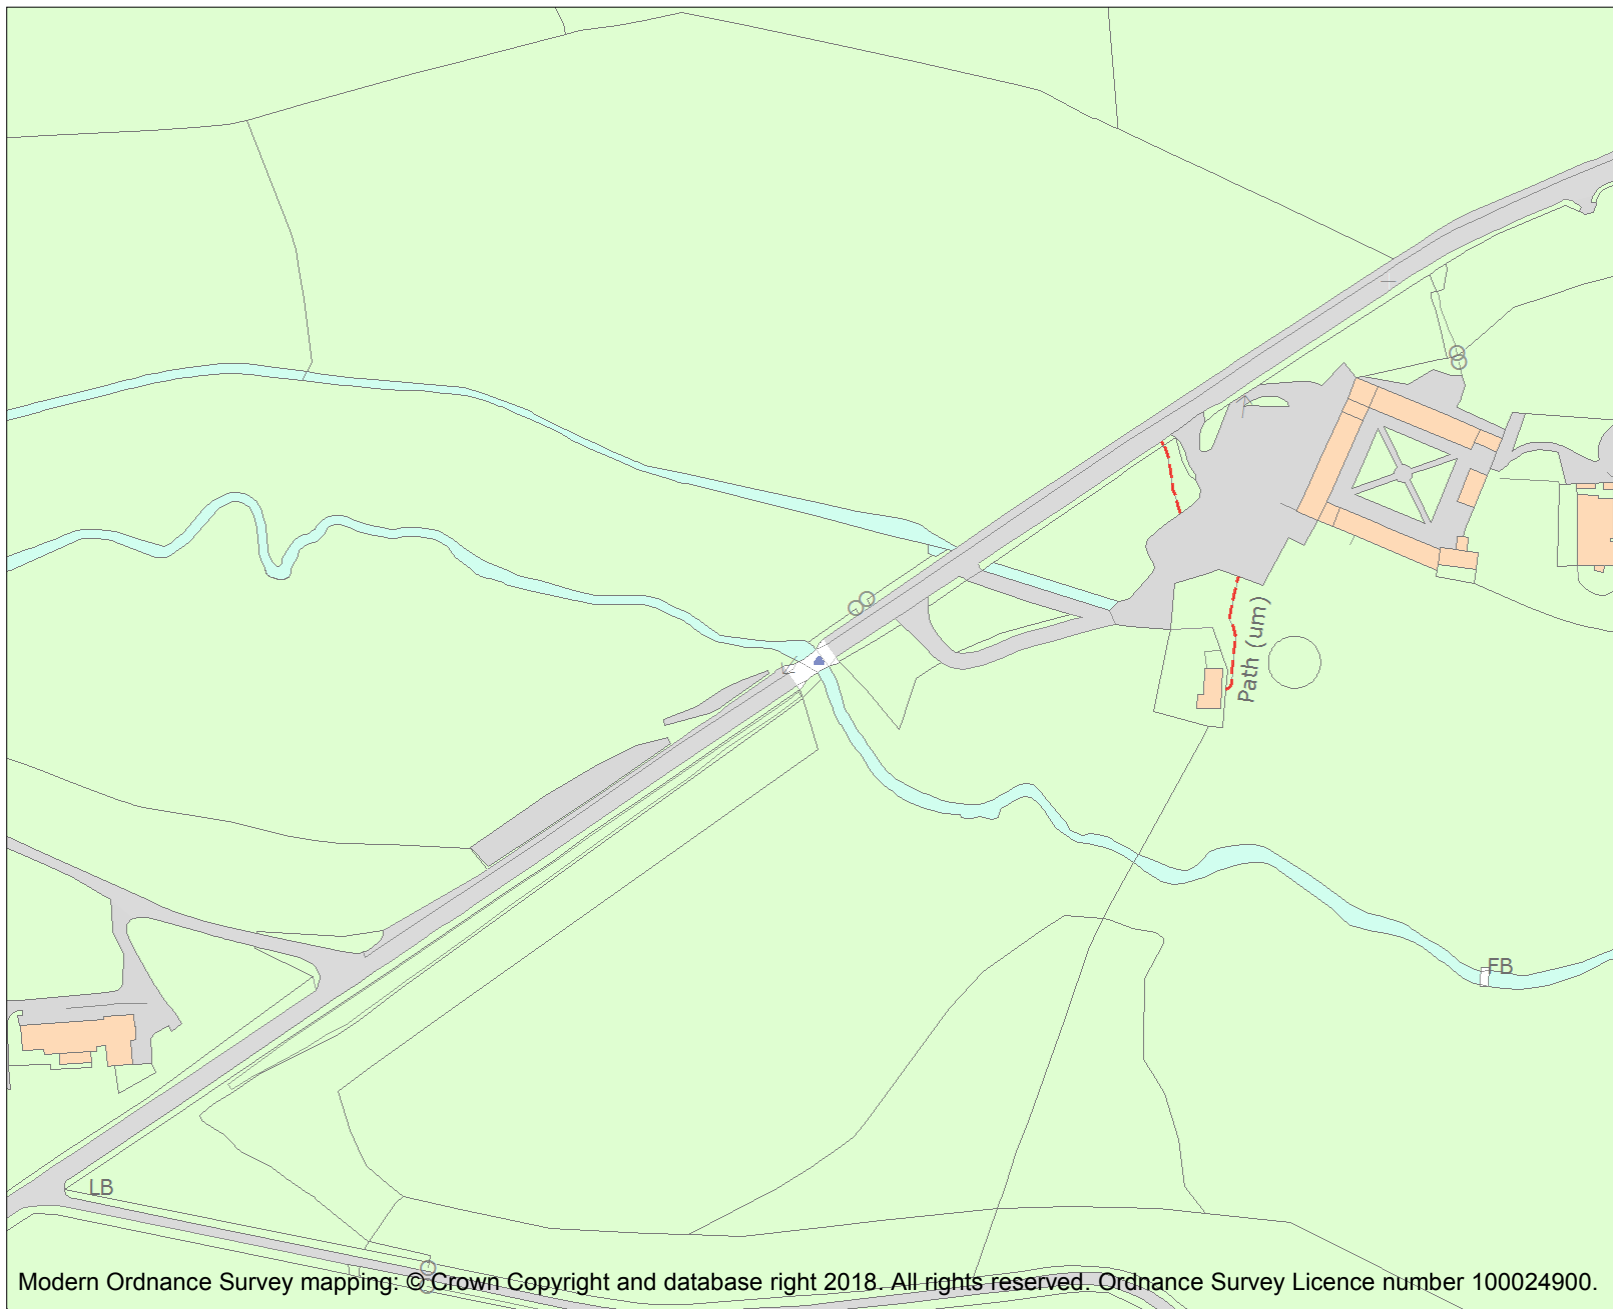 Path (um)
FB
LB
Modern Ordnance Survey mapping: © Crown Copyright and database right 2018. All rights reserved. Ordnance Survey Licence number 100024900.